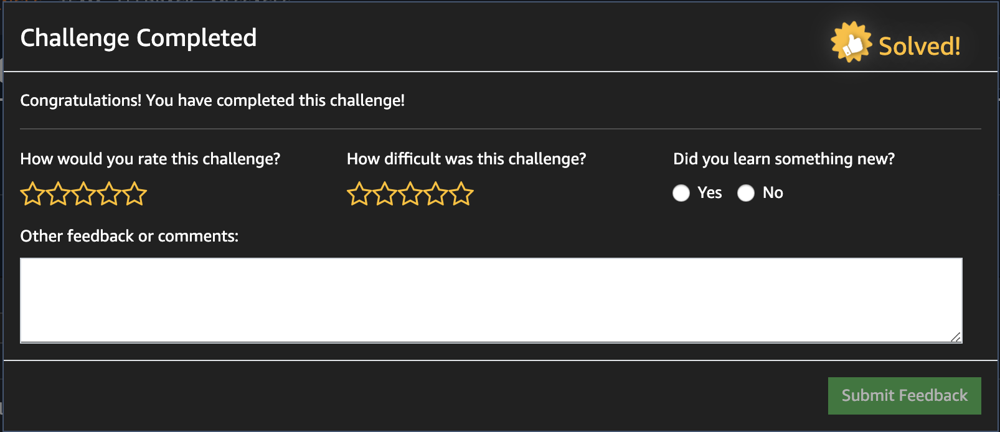 Challenge Completed
Solved!
Congratulations! You have completed this challenge!
How would you rate this challenge?
How difficult was this challenge?
Did you learn something new?
Yes
No
Other feedback or comments:
Submit Feedback